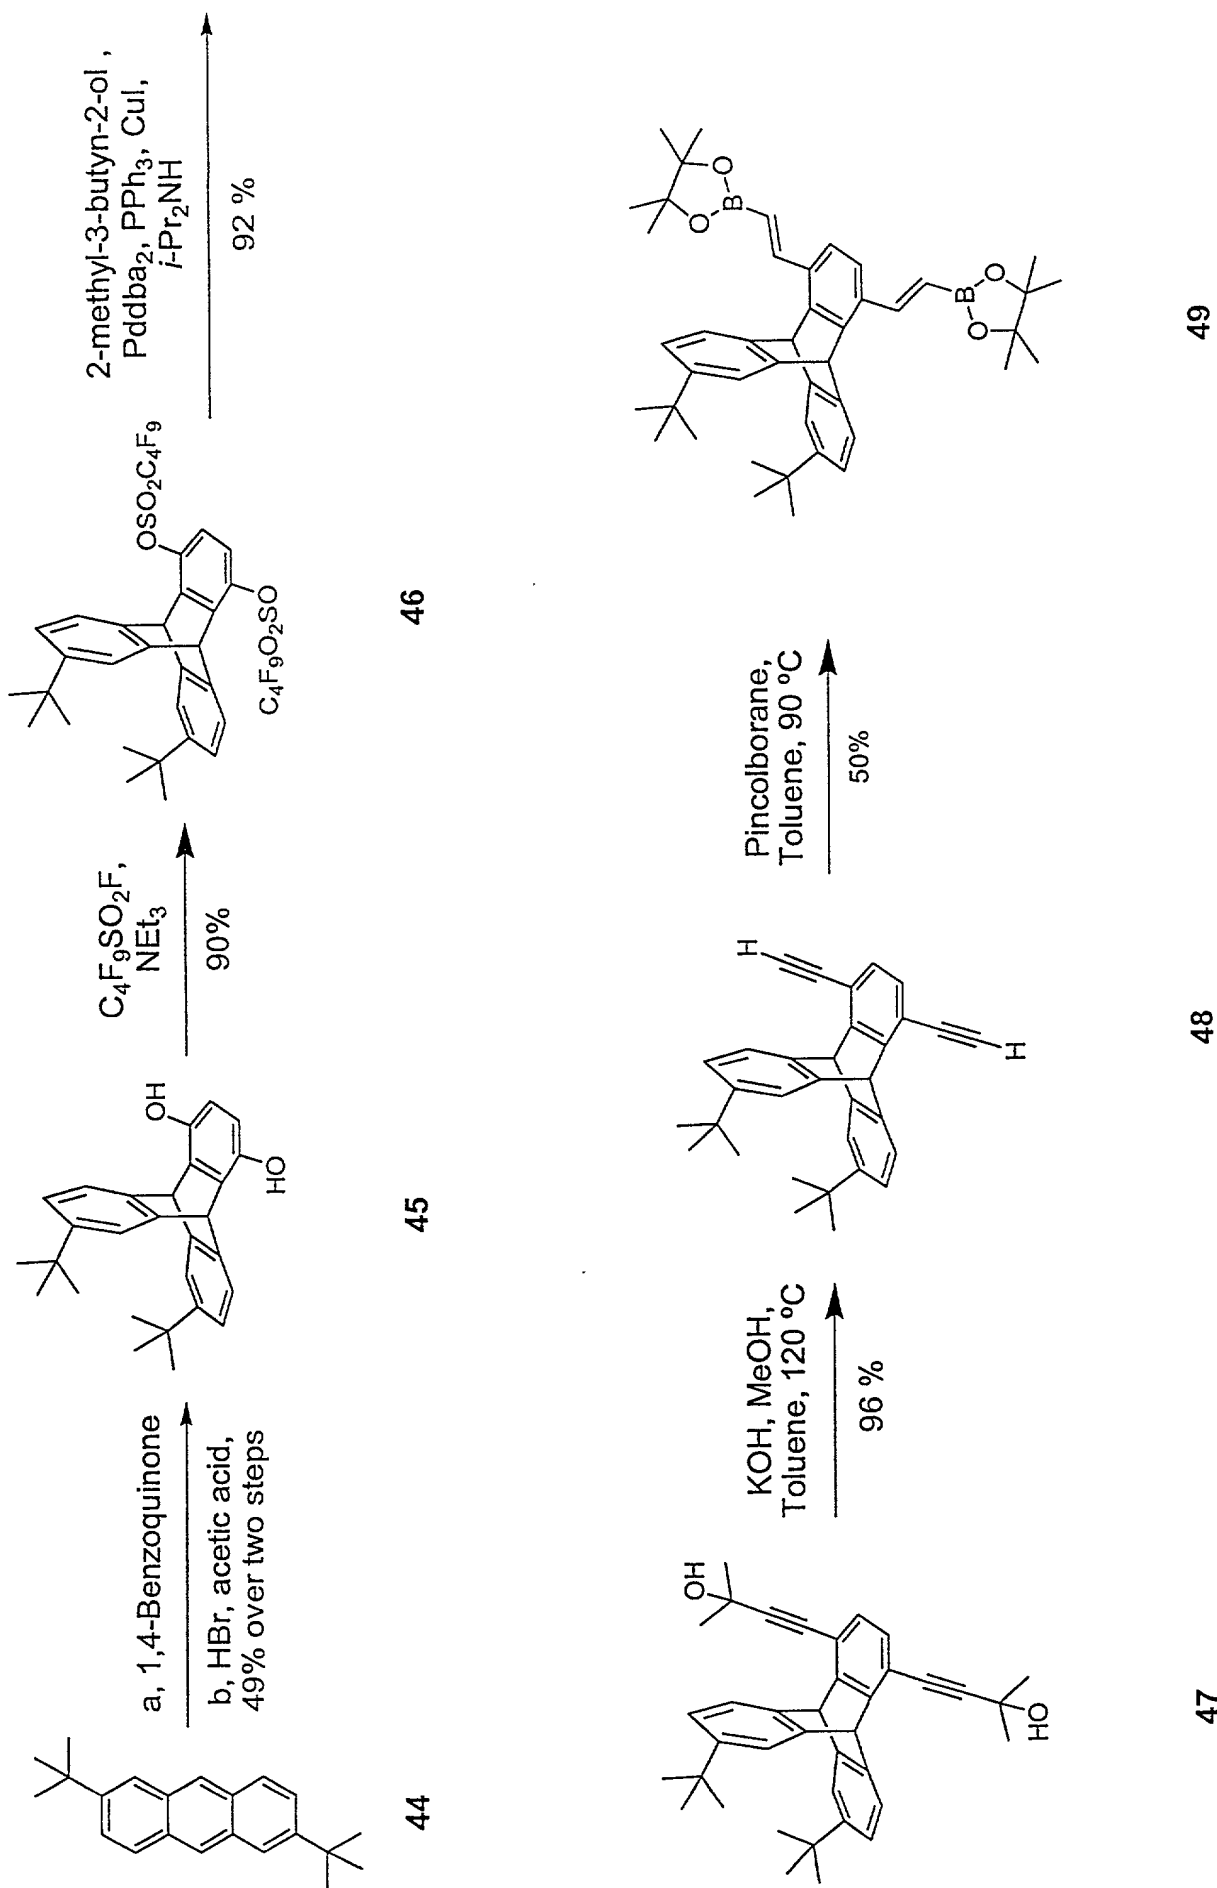 a, 1,4-Benzoquinone
b, HBr, acetic acid,
49% over two steps
44
OH
HO
45
C4F9SO2F,
NEt3
90%
OSO2C4F9
C4F9O2SO
46
2-methyl-3-butyn-2-ol ,
Pddba2, PPh3, CuI,
i-Pr2NH
92 %
OH
HO
47
KOH, MeOH,
Toluene, 120 ºC
96 %
H
H
48
Pincolborane,
Toluene, 90 ºC
50%
O
O
B
B
O
O
49